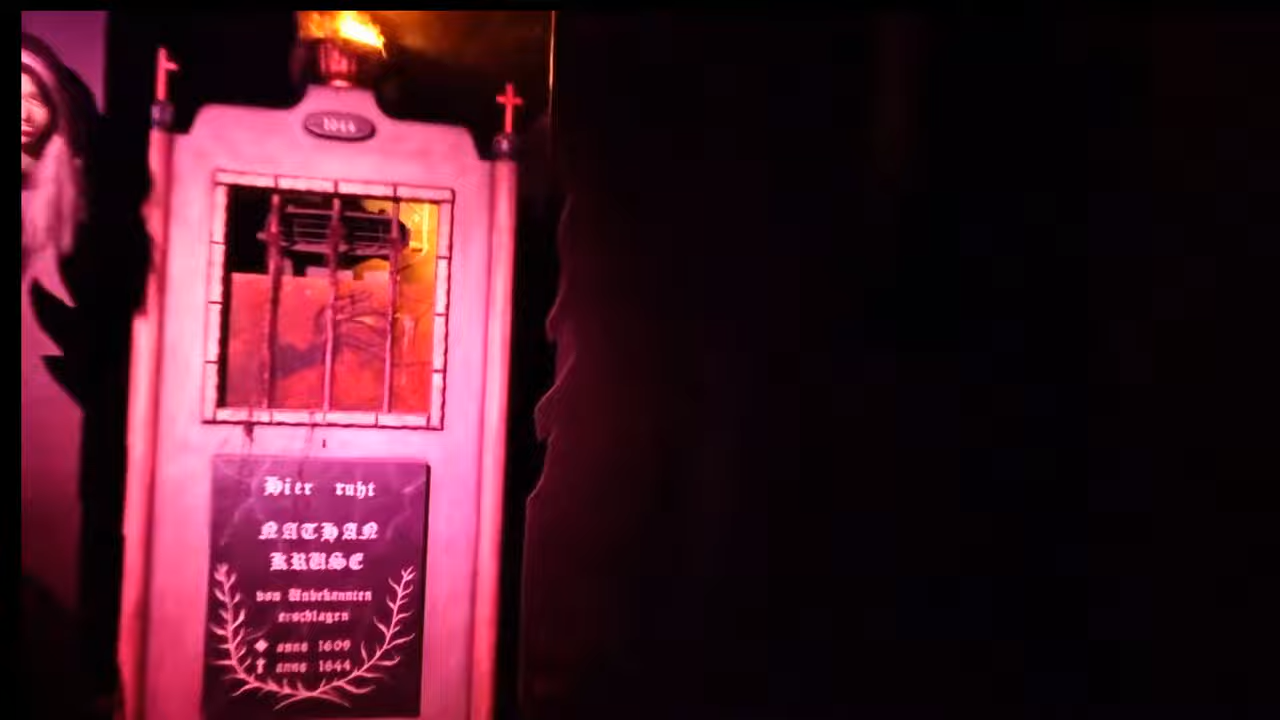 1644
Hier ruht
NATHAN
KRUSE
von Unbekannten
erschlagen
anno 1609
† anno 1644